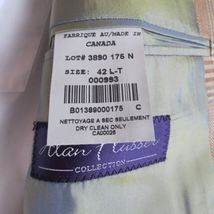 FABRIQUE AU/MADE IN
CANADA
LOT# 3890 175 N
SIZE: 42 L-T
000993
B01389000175 C
NETTOYAGE A SEC SEULEMENT
DRY CLEAN ONLY
CA00026
Alan Flusser
COLLECTION